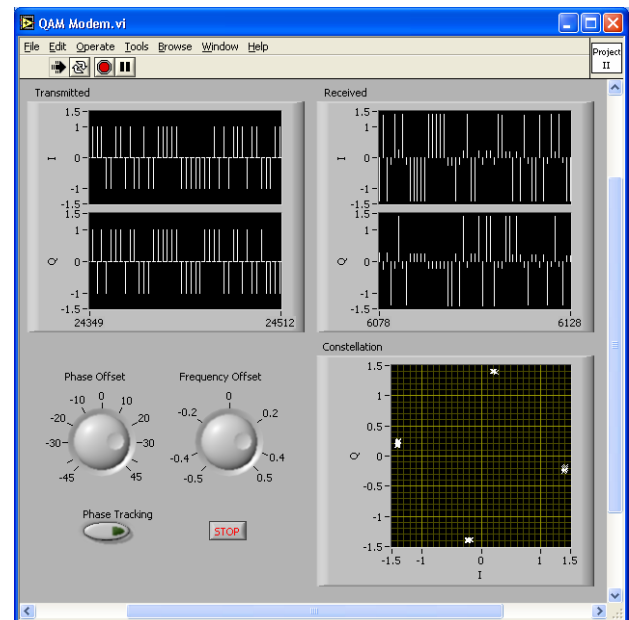 QAM Modem.vi
File Edit Operate Tools Browse Window Help
Project
II
Transmitted
1.5
1
0
-1
-1.5
I
1.5
1
0
-1
-1.5
Q
24349 24512
Received
1.5
1
0
-1
-1.5
I
1.5
1
0
-1
-1.5
Q
6078 6128
Phase Offset
-10 0 10
-20 20
-30 -30
-45 45
Frequency Offset
0
-0.2 0.2
-0.4 0.4
-0.5 0.5
Phase Tracking
STOP
Constellation
1.5
1
0.5
0
-0.5
-1
-1.5
Q
-1.5 -1 0 1 1.5
I